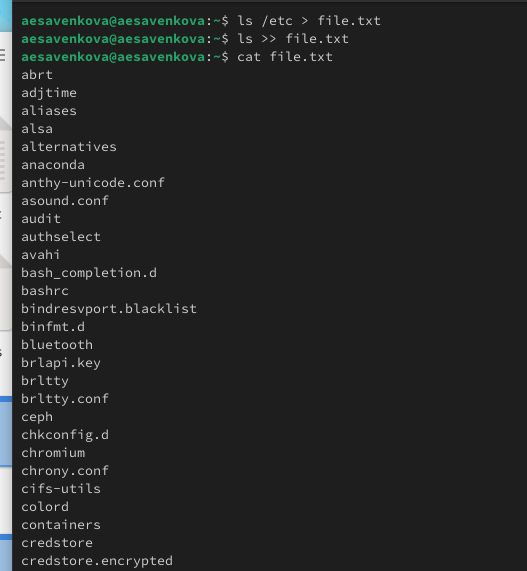 aesavenkova@aesavenkova:~$ ls /etc > file.txt
aesavenkova@aesavenkova:~$ ls >> file.txt
aesavenkova@aesavenkova:~$ cat file.txt
abrt
adjtime
aliases
alsa
alternatives
anaconda
anthy-unicode.conf
asound.conf
audit
authselect
avahi
bash_completion.d
bashrc
bindresvport.blacklist
binfmt.d
bluetooth
brlapi.key
brltty
brltty.conf
ceph
chkconfig.d
chromium
chrony.conf
cifs-utils
colord
containers
credstore
credstore.encrypted